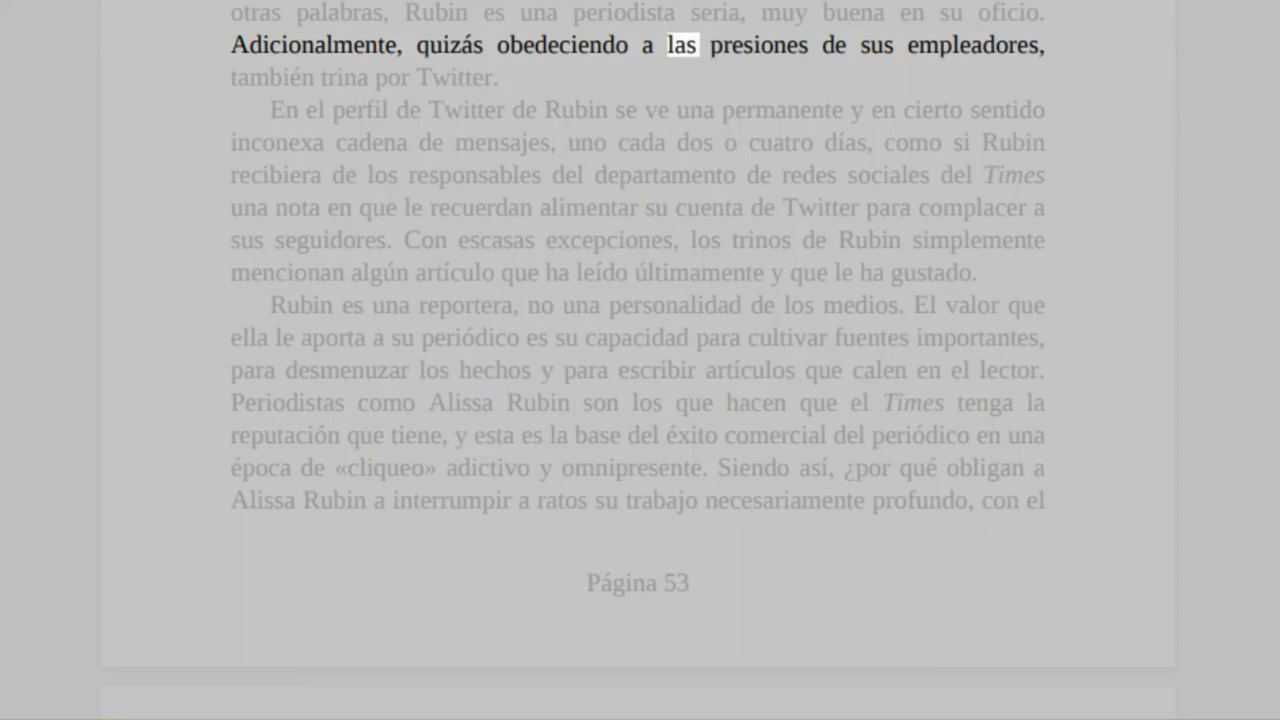 otras palabras, Rubin es una periodista seria, muy buena en su oficio.
Adicionalmente, quizás obedeciendo a las presiones de sus empleadores,
también trina por Twitter.
En el perfil de Twitter de Rubin se ve una permanente y en cierto sentido
inconexa cadena de mensajes, uno cada dos o cuatro días, como si Rubin
recibiera de los responsables del departamento de redes sociales del Times
una nota en que le recuerdan alimentar su cuenta de Twitter para complacer a
sus seguidores. Con escasas excepciones, los trinos de Rubin simplemente
mencionan algún artículo que ha leído últimamente y que le ha gustado.
Rubin es una reportera, no una personalidad de los medios. El valor que
ella le aporta a su periódico es su capacidad para cultivar fuentes importantes,
para desmenuzar los hechos y para escribir artículos que calen en el lector.
Periodistas como Alissa Rubin son los que hacen que el Times tenga la
reputación que tiene, y esta es la base del éxito comercial del periódico en una
época de «cliqueo» adictivo y omnipresente. Siendo así, ¿por qué obligan a
Alissa Rubin a interrumpir a ratos su trabajo necesariamente profundo, con el
Página 53